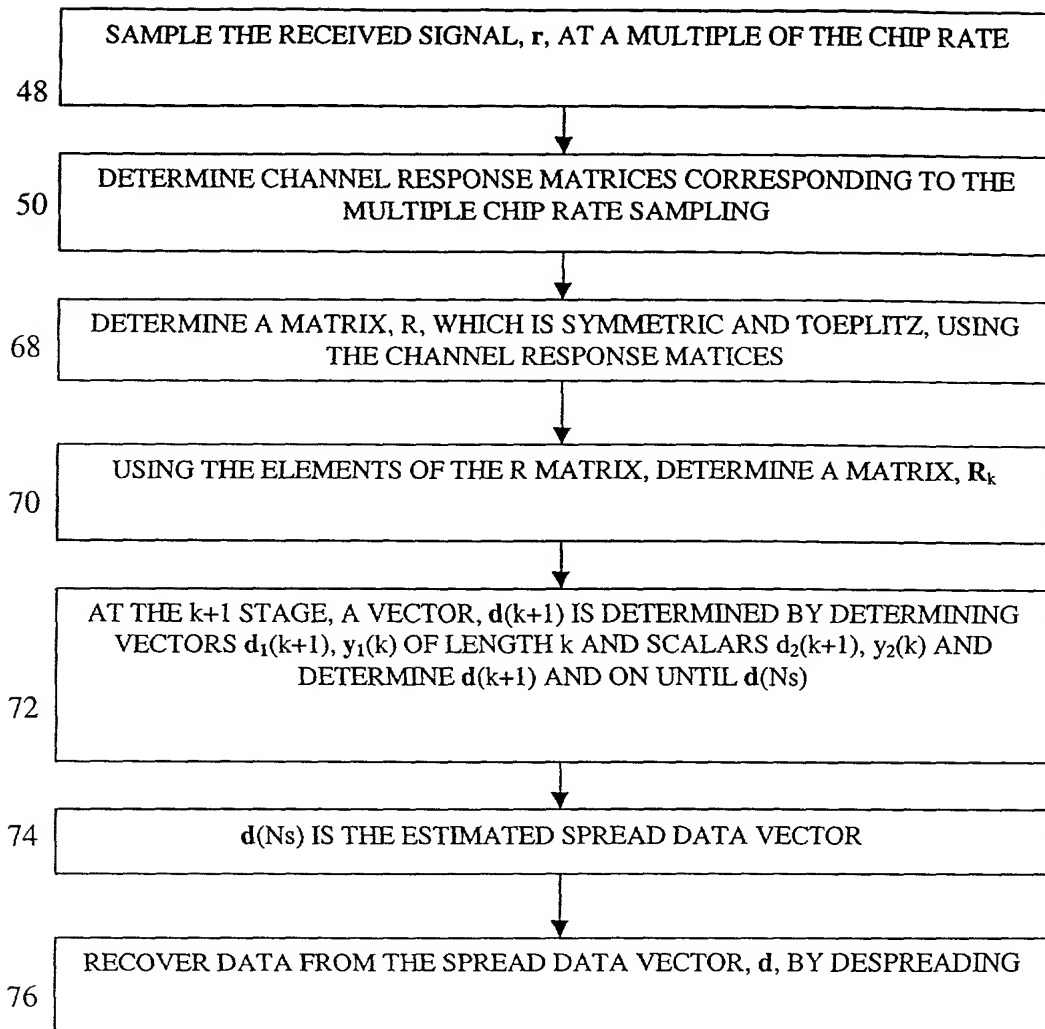 SAMPLE THE RECEIVED SIGNAL, r, AT A MULTIPLE OF THE CHIP RATE
48
DETERMINE CHANNEL RESPONSE MATRICES CORRESPONDING TO THE
50
MULTIPLE CHIP RATE SAMPLING
DETERMINE A MATRIX, R, WHICH IS SYMMETRIC AND TOEPLITZ, USING
68
THE CHANNEL RESPONSE MATICES
USING THE ELEMENTS OF THE R MATRIX, DETERMINE A MATRIX, Rₖ
70
AT THE k+1 STAGE, A VECTOR, d(k+1) IS DETERMINED BY DETERMINING
VECTORS d₁(k+1), y₁(k) OF LENGTH k AND SCALARS d₂(k+1), y₂(k) AND
DETERMINE d(k+1) AND ON UNTIL d(Ns)
72
74
d(Ns) IS THE ESTIMATED SPREAD DATA VECTOR
RECOVER DATA FROM THE SPREAD DATA VECTOR, d, BY DESPREADING
76